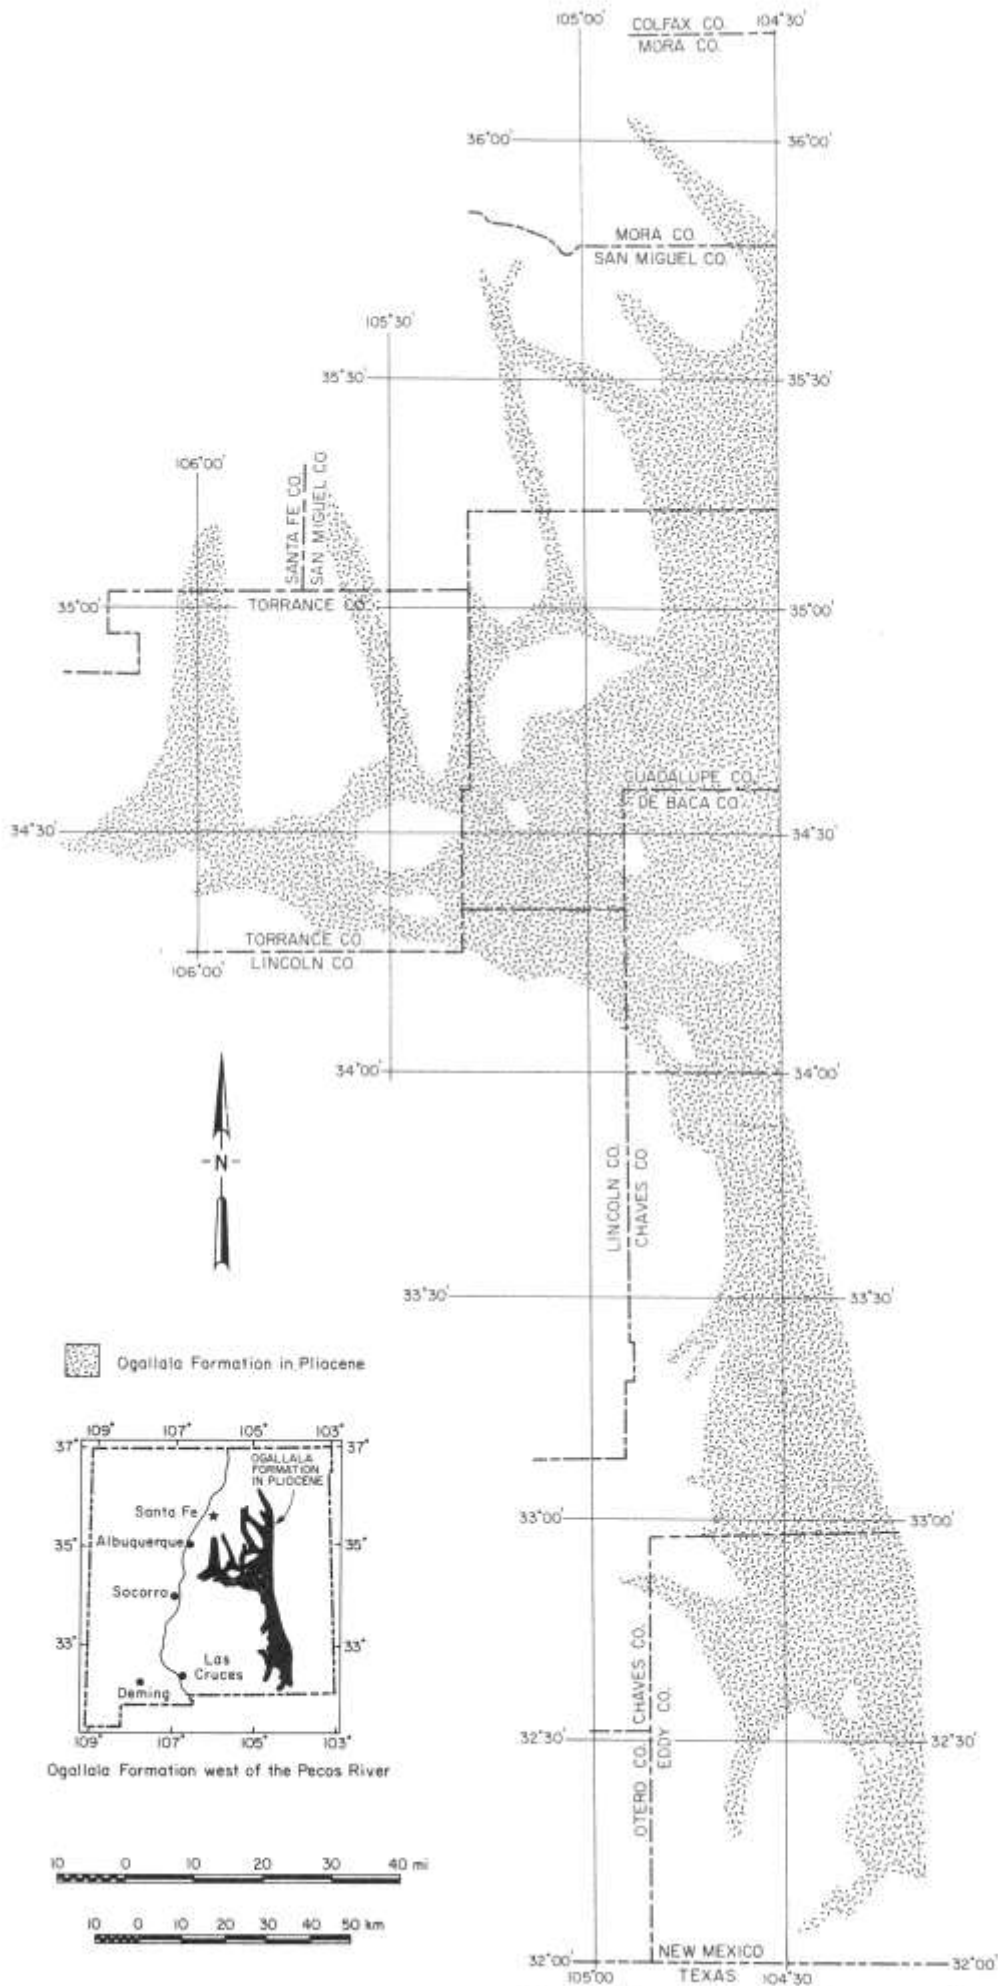 105°00'
COLFAX CO.
104°30'
MORA CO.
36°00'
36°00'
MORA CO.
SAN MIGUEL CO.
105°30'
35°30'
35°30'
106°00'
SANTA FE CO.
SAN MIGUEL CO.
35°00'
TORRANCE CO.
35°00'
GUADALUPE CO.
DE BACA CO.
34°30'
34°30'
TORRANCE CO.
LINCOLN CO.
106°00'
34°00'
34°00'
N
LINCOLN CO.
CHAVES CO.
33°30'
33°30'
Ogallala Formation in Pliocene
109°
107°
105°
103°
37°
37°
OGALLALA
FORMATION
IN PLIOCENE
Santa Fe
35°
Albuquerque
35°
Socorro
33°
33°
Las
Cruces
Deming
109°
107°
105°
103°
Ogallala Formation west of the Pecos River
33°00'
33°00'
OTERO CO.
CHAVES CO.
EDDY CO.
32°30'
32°30'
10 0 10 20 30 40 mi
10 0 10 20 30 40 50 km
32°00'
NEW MEXICO
32°00'
105°00'
TEXAS
104°30'